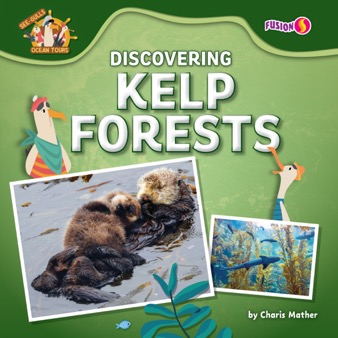 SEE-GULLS
OCEAN TOURS
FUSION
DISCOVERING
KELP
FORESTS
by Charis Mather